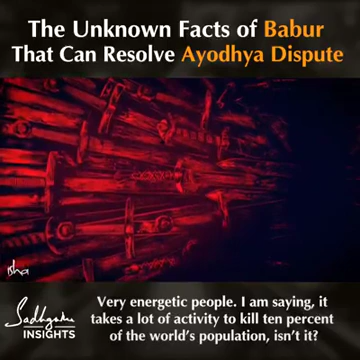 The Unknown Facts of Babur
That Can Resolve Ayodhya Dispute
isha
Sadhguru
INSIGHTS
Very energetic people. I am saying, it
takes a lot of activity to kill ten percent
of the world's population, isn't it?